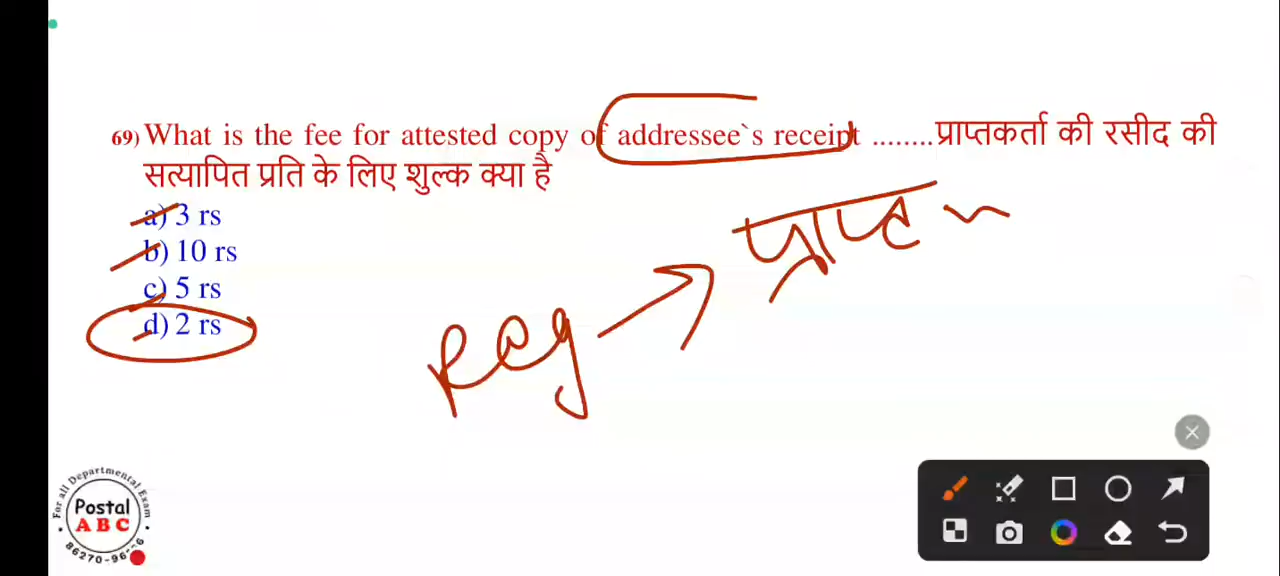 69) What is the fee for attested copy of addressee`s receipt ........प्राप्तकर्ता की रसीद की
सत्यापित प्रति के लिए शुल्क क्या है
a) 3 rs
b) 10 rs
c) 5 rs
d) 2 rs
प्राप्त
Reg
For all Departmental Exam
Postal
A B C